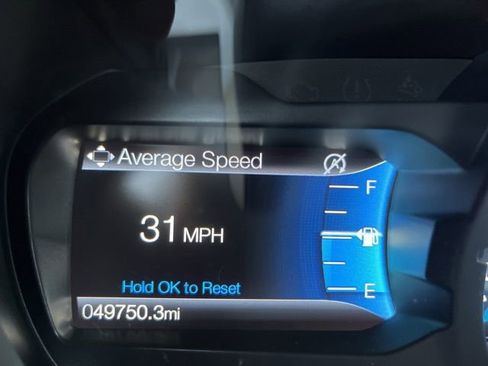 Average Speed
F
31 MPH
E
Hold OK to Reset
049750.3mi